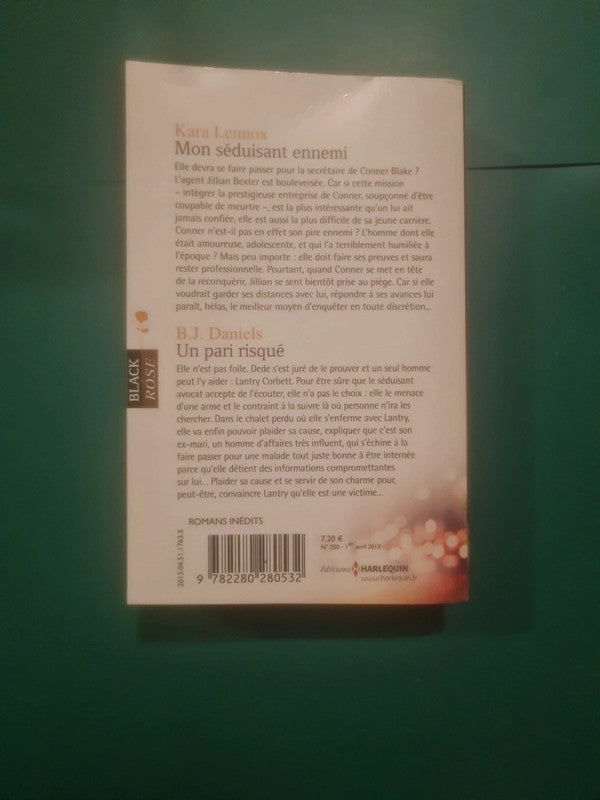 Kara Lennox
Mon séduisant ennemi
Elle devra se faire passer pour la secrétaire de Conner Blake ?
L'agent Jillian Bexter est bouleversée. Car si cette mission
– intégrer la prestigieuse entreprise de Conner, soupçonné d'être
coupable de meurtre –, est la plus intéressante qu'on lui ait
jamais confiée, elle est aussi la plus difficile de sa jeune carrière.
Conner n'est-il pas en effet son pire ennemi ? L'homme dont elle
était amoureuse, adolescente, et qui l'a terriblement humiliée à
l'époque ? Mais peu importe : elle doit faire ses preuves et saura
rester professionnelle. Pourtant, quand Conner se met en tête
de la reconquérir, Jillian se sent bientôt prise au piège. Car si elle
voudrait garder ses distances avec lui, répondre à ses avances lui
paraît, hélas, le meilleur moyen d'enquêter en toute discrétion...
B.J. Daniels
Un pari risqué
Elle n'est pas folle. Dede s'est juré de le prouver et un seul homme
peut l'y aider : Lantry Corbett. Pour être sûre que le séduisant
avocat accepte de l'écouter, elle n'a pas le choix : elle le menace
d'une arme et le contraint à la suivre là où personne n'ira les
chercher. Dans le chalet perdu où elle s'enferme avec Lantry,
elle va enfin pouvoir plaider sa cause, expliquer que c'est son
ex-mari, un homme d'affaires très influent, qui s'échine à la
faire passer pour une malade tout juste bonne à être internée
parce qu'elle détient des informations compromettantes
sur lui... Plaider sa cause et se servir de son charme pour,
peut-être, convaincre Lantry qu'elle est une victime...
BLACK
ROSE
ROMANS INÉDITS
2013.04.51.1763.5
9 782280 280532
7,20 €
N° 250 - 1er avril 2013
éditions HARLEQUIN
www.harlequin.fr